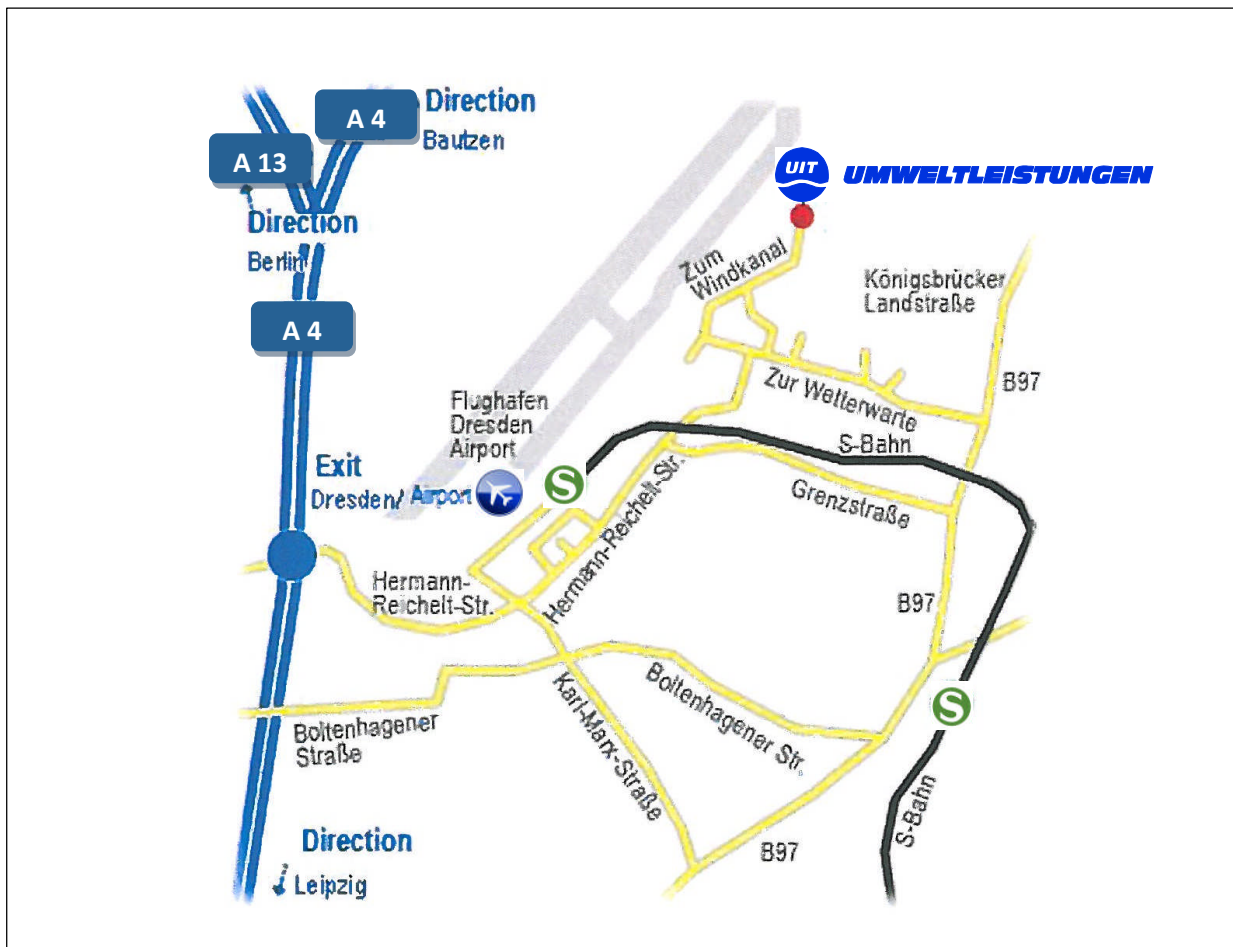 A 4
Direction
Bautzen
A 13
Direction
Berlin
A 4
UIT
UMWELTLEISTUNGEN
Zum
Windkanal
Königsbrücker
Landstraße
B97
Zur Wetterwarte
Flughafen
Dresden
Airport
S-Bahn
Exit
Dresden/ Airport
S
Hermann-Reichelt-Str.
Grenzstraße
Hermann-
Reichelt-Str.
B97
Boltenhagener Str.
S
Karl-Marx-Straße
Boltenhagener
Straße
S-Bahn
B97
Direction
Leipzig